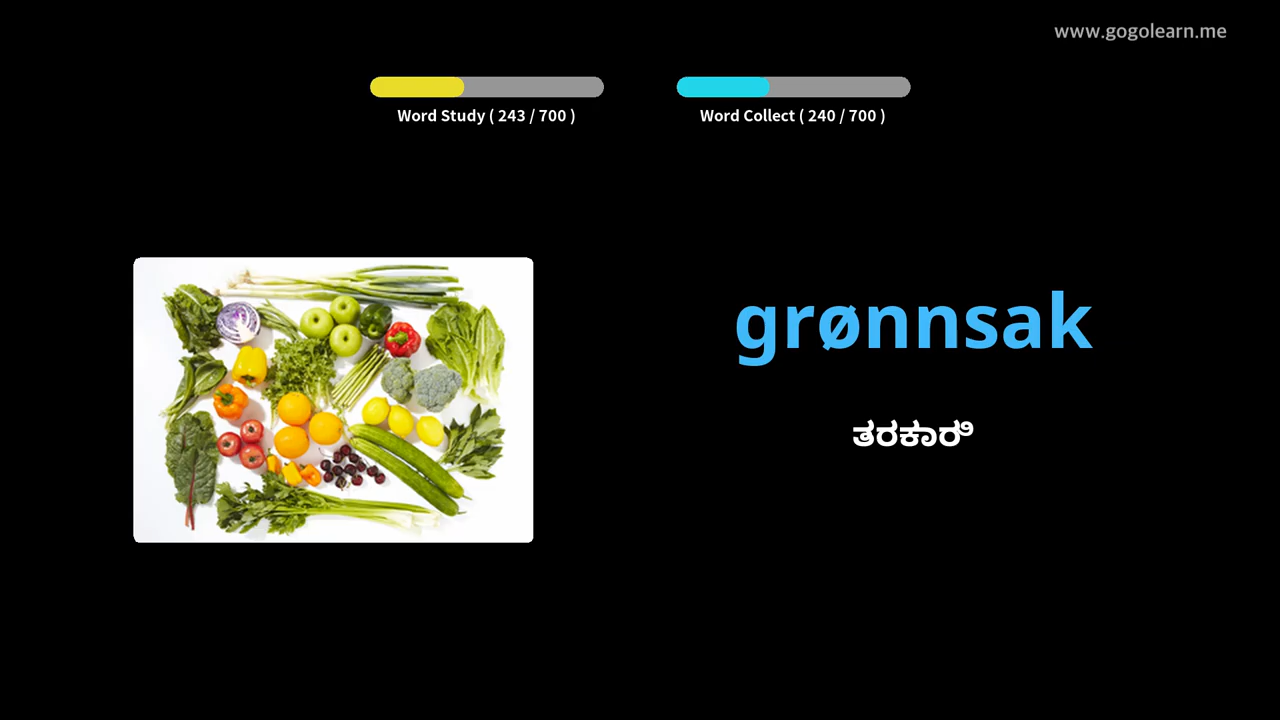 www.gogolearn.me
Word Study ( 243 / 700 )
Word Collect ( 240 / 700 )
grønnsak
ತರಕಾರಿ